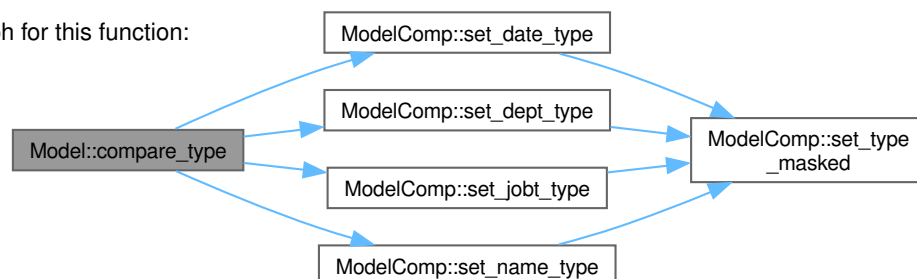 for this function:
ModelComp::set_date_type
ModelComp::set_dept_type
Model::compare_type
ModelComp::set_type
_masked
ModelComp::set_jobt_type
ModelComp::set_name_type